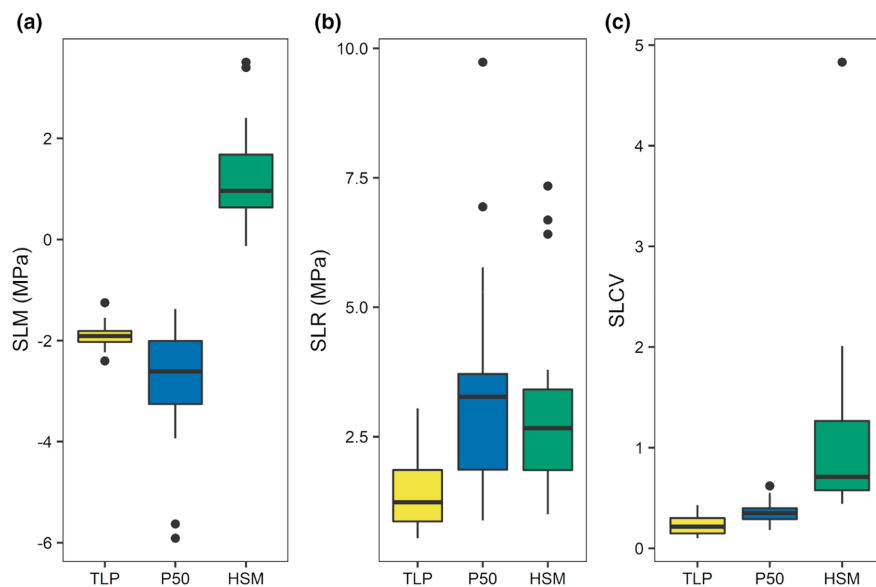 (a)
SLM (MPa)
2
0
-2
-4
-6
TLP P50 HSM
(b)
SLR (MPa)
10.0
7.5
5.0
2.5
TLP P50 HSM
(c)
SLCV
5
4
3
2
1
0
TLP P50 HSM